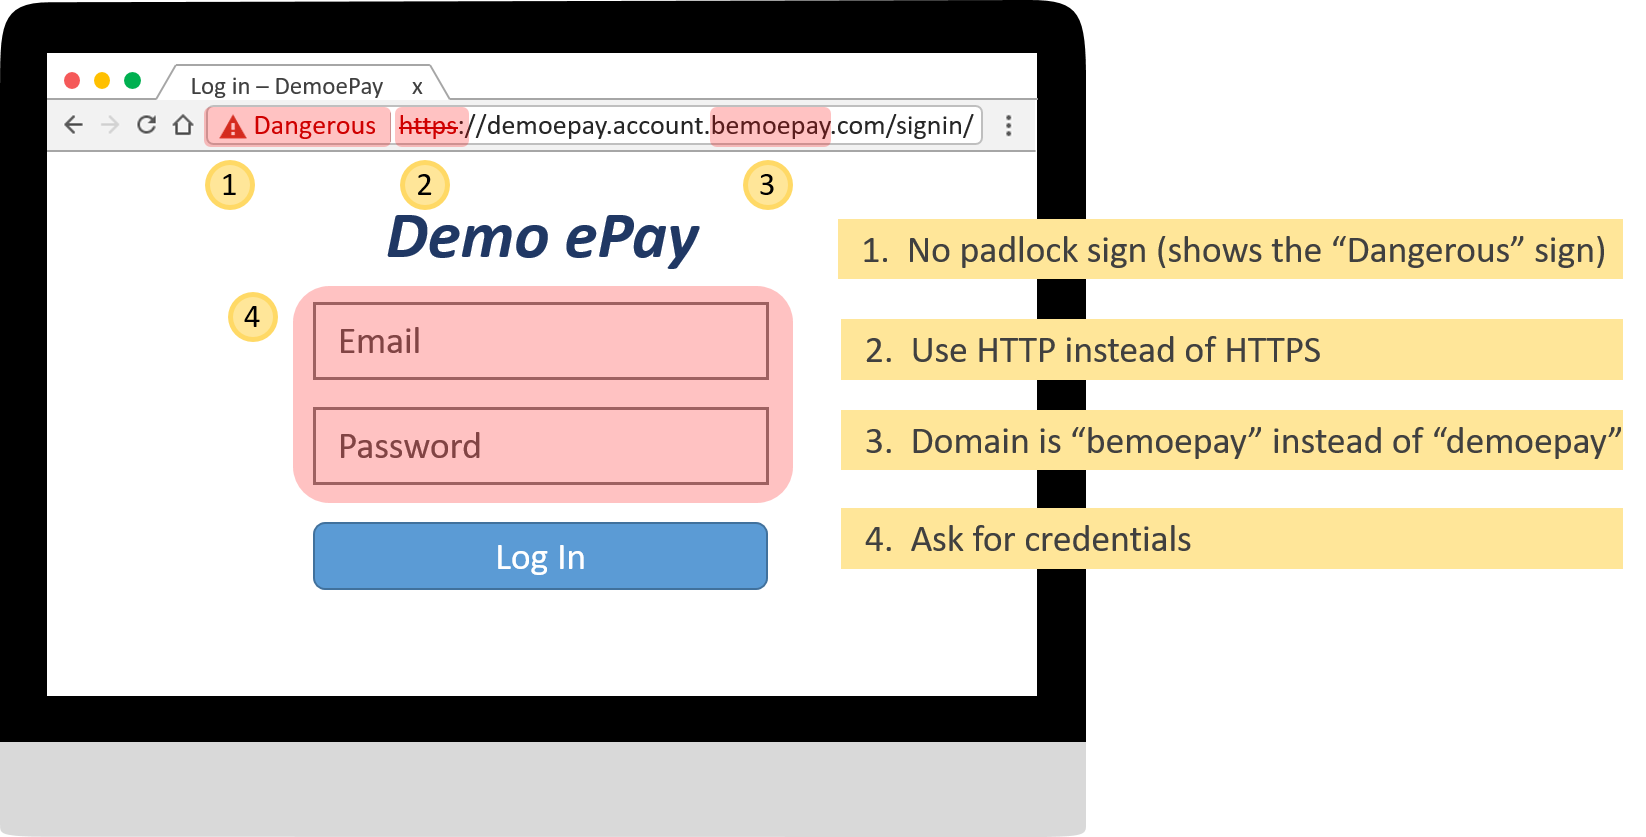 Log in – DemoePay x
Dangerous https://demoepay.account.bemoepay.com/signin/
1 2 3
Demo ePay
4
Email
Password
Log In
1. No padlock sign (shows the “Dangerous” sign)
2. Use HTTP instead of HTTPS
3. Domain is “bemoepay” instead of “demoepay”
4. Ask for credentials